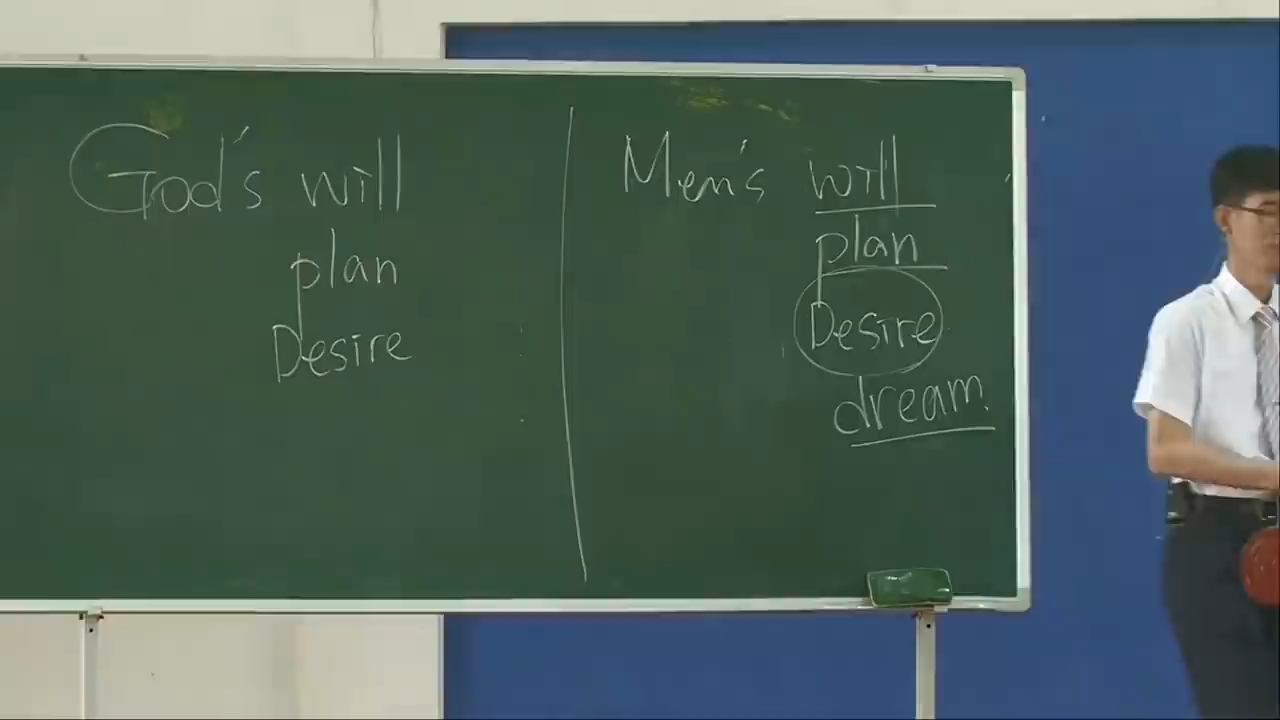 God's will
plan
Desire
Men's will
plan
Desire
dream.